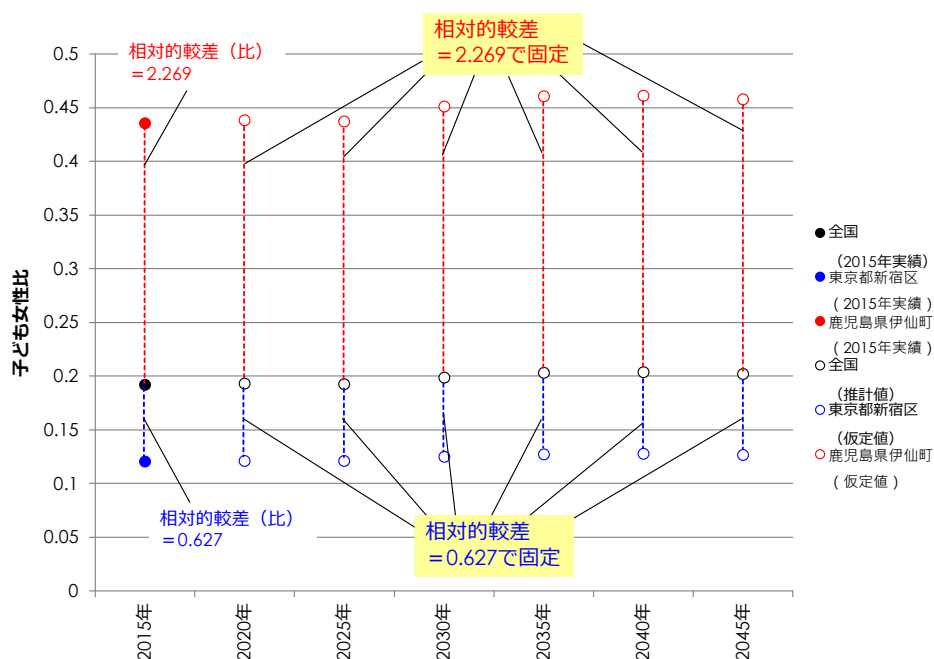 相対的較差（比）
＝2.269
相対的較差
＝2.269で固定
0.5
0.45
0.4
0.35
0.3
0.25
0.2
0.15
0.1
0.05
0
子ども女性比
相対的較差（比）
＝0.627
相対的較差
＝0.627で固定
2015年
2020年
2025年
2030年
2035年
2040年
2045年
全国
（2015年実績）
東京都新宿区
（2015年実績）
鹿児島県伊仙町
（2015年実績）
全国
（推計値）
東京都新宿区
（仮定値）
鹿児島県伊仙町
（仮定値）